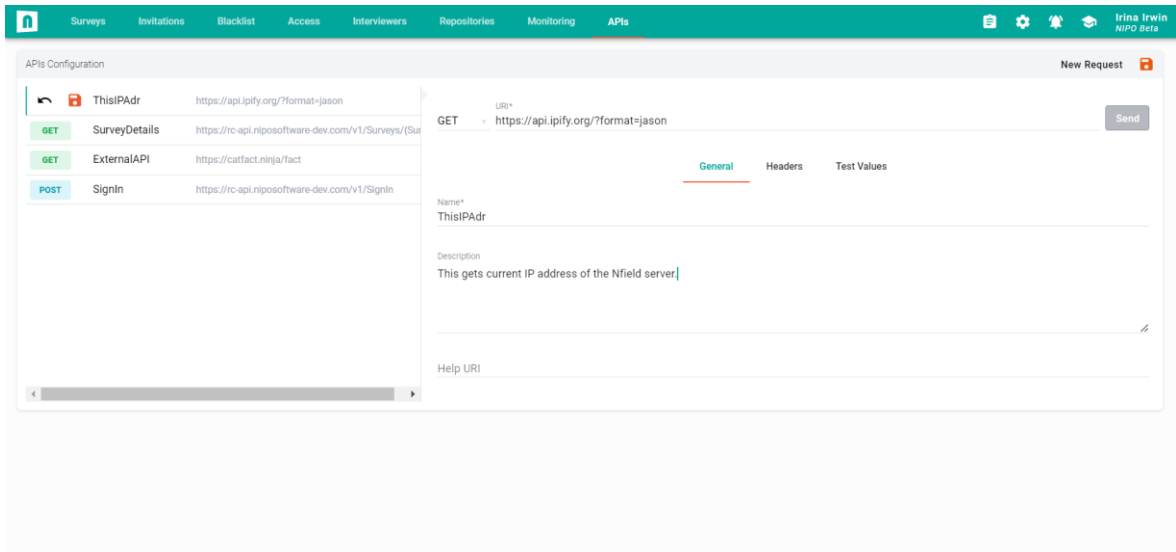 Surveys Invitations Blacklist Access Interviewers Repositories Monitoring APIs Irina Irwin
NIPO Beta
APIs Configuration New Request
ThisIPAdr https://api.ipify.org/?format=jason
GET SurveyDetails https://rc-api.niposoftware-dev.com/v1/Surveys/{Sur
GET ExternalAPI https://catfact.ninja/fact
POST SignIn https://rc-api.niposoftware-dev.com/v1/SignIn
URI*
GET https://api.ipify.org/?format=jason Send
General Headers Test Values
Name*
ThisIPAdr
Description
This gets current IP address of the Nfield server.
Help URI